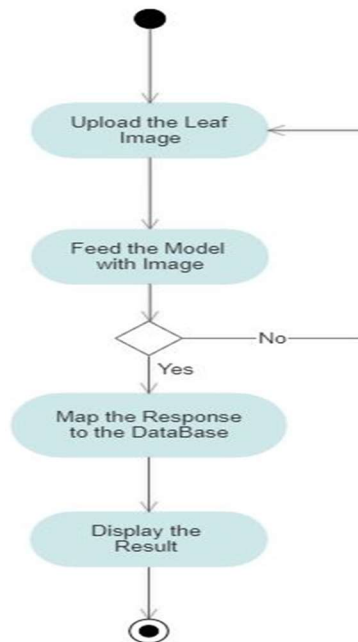 Upload the Leaf
Image
Feed the Model
with Image
No
Yes
Map the Response
to the DataBase
Display the
Result